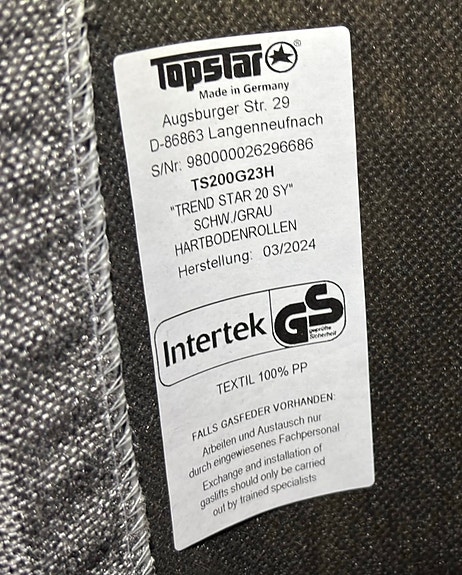 Topstar®
Made in Germany
Augsburger Str. 29
D-86863 Langenneufnach
S/Nr: 980000026296686
TS200G23H
"TREND STAR 20 SY"
SCHW./GRAU
HARTBODENROLLEN
Herstellung: 03/2024
Intertek GS
geprüfte
Sicherheit
TEXTIL 100% PP
FALLS GASFEDER VORHANDEN:
Arbeiten und Austausch nur
durch eingewiesenes Fachpersonal
Exchange and installation of
gaslifts should only be carried
out by trained specialists